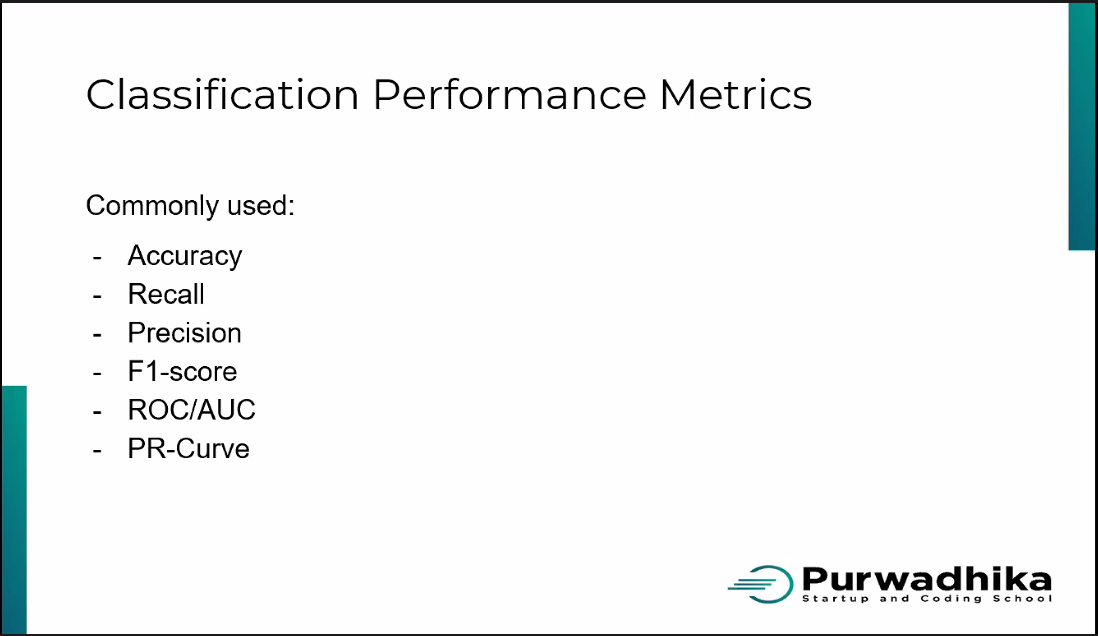 Classification Performance Metrics
Commonly used:
- Accuracy
- Recall
- Precision
- F1-score
- ROC/AUC
- PR-Curve
Purwadhika
Startup and Coding School